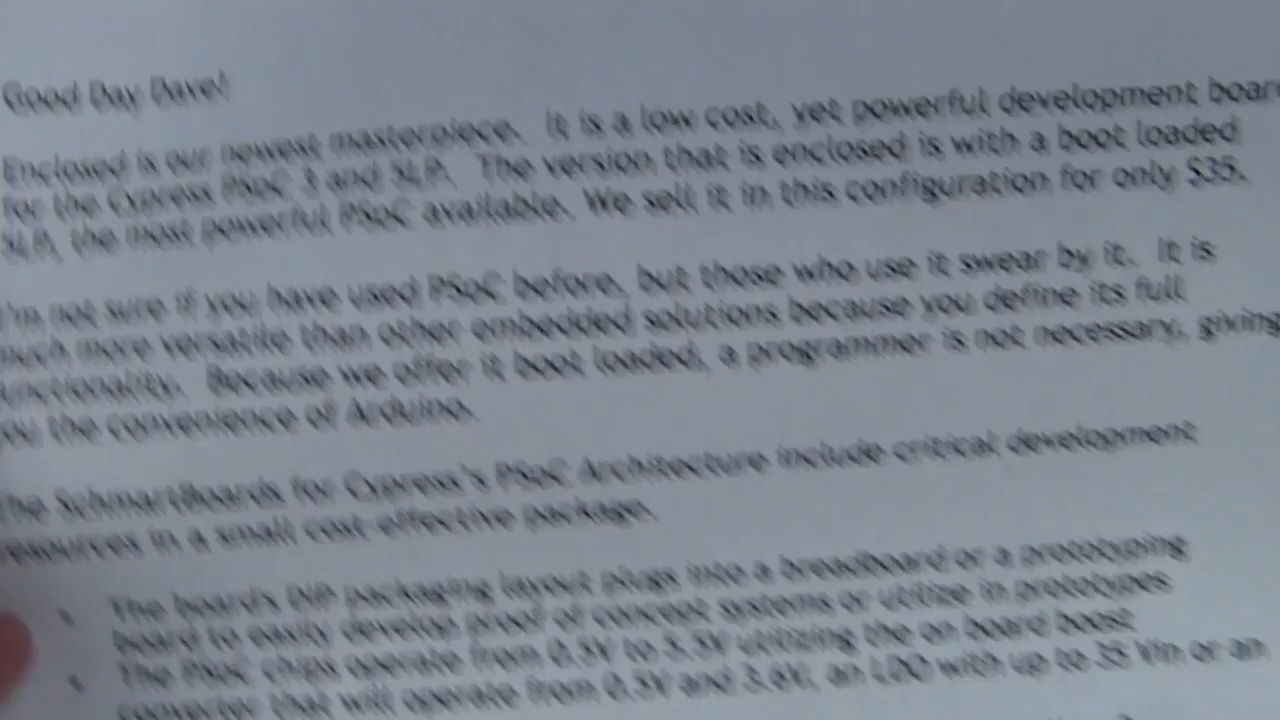 Good Day Dave!
Enclosed is our newest masterpiece. It is a low cost, yet powerful development boar
for the Cypress PSoC 3 and 5LP. The version that is enclosed is with a boot loaded
5LP, the most powerful PSoC available. We sell it in this configuration for only $35.
I'm not sure if you have used PSoC before, but those who use it swear by it. It is
much more versatile than other embedded solutions because you define its full
unctionality. Because we offer it boot loaded, a programmer is not necessary, giving
ou the convenience of Arduino.
The SchmartBoards for Cypress's PSoC Architecture include critical development
resources in a small cost-effective package.
The board's DIP packaging layout plugs into a breadboard or a prototyping
board to easily develop proof of concept systems or utilize in prototypes
The PSoC chips operate from 0.5V to 5.5V utilizing the on board boost
converter that will operate from 0.5V and 3.6V, an LDO with up to 35 Vin or an